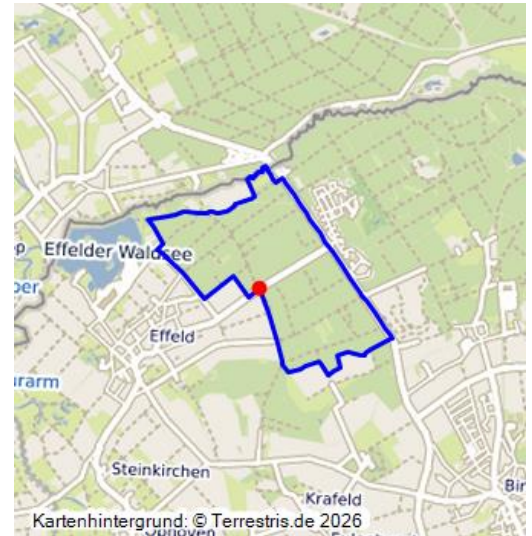 Effelder Waldsee
Effeld
Steinkirchen
Krafeld
Kartenhintergrund: © Terrestris.de 2026